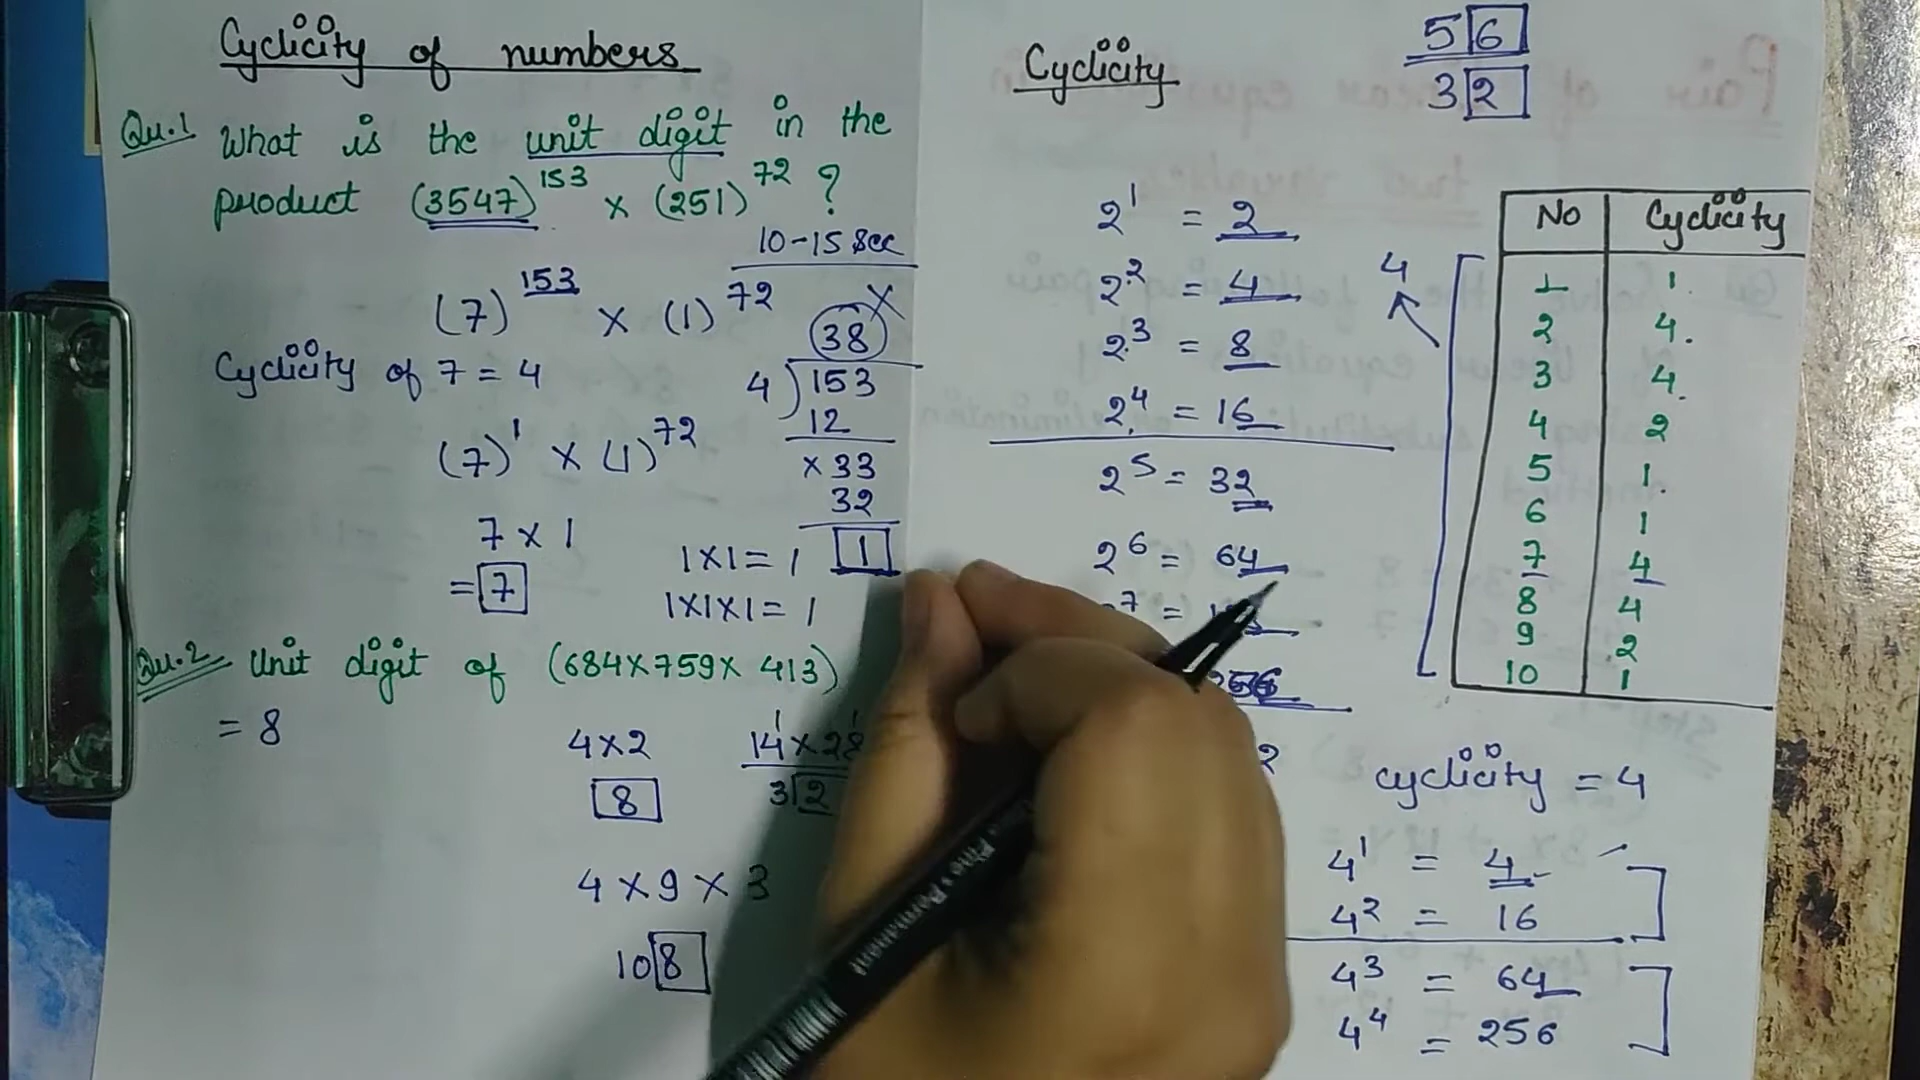 Cyclicity of numbers
Qu.1 What is the unit digit in the
product (3547)^153 × (251)^72 ?
10-15 Sec
(7)^153 × (1)^72
38 X
Cyclicity of 7 = 4
4)153
12
(7)^1 × (1)^72
×33
32
7 × 1
1×1=1
1
= 7
1×1×1=1
Qu.2 Unit digit of (684×759×413)
= 8
4×2
14×28
8
32
4 × 9 × 3
108
Cyclicity
56
32
2^1 = 2
2^2 = 4
2^3 = 8
2^4 = 16
2^5 = 32
2^6 = 64
7 =
256
2
4
No Cyclicity
1 1
2 4
3 4
4 2
5 1
6 1
7 4
8 4
9 2
10 1
cyclicity = 4
4^1 = 4
4^2 = 16
4^3 = 64
4^4 = 256